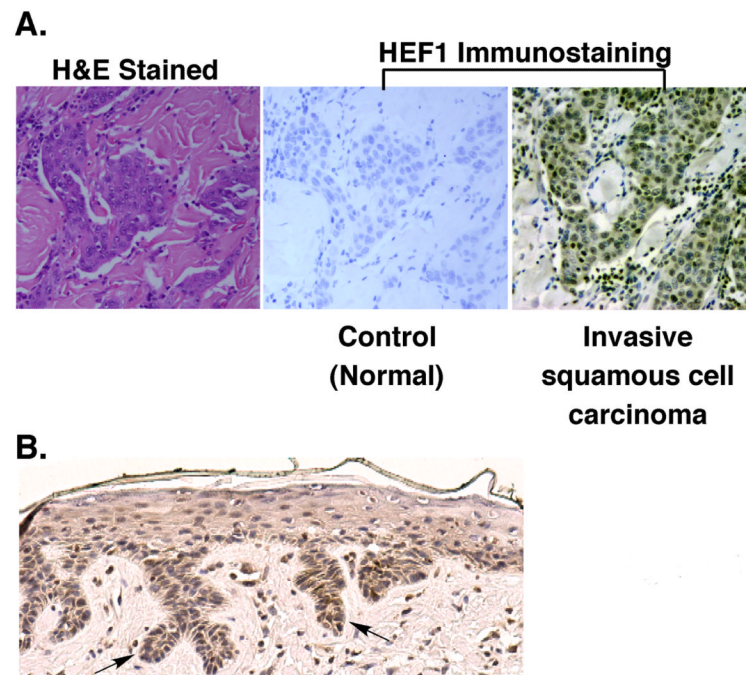 A.
HEF1 Immunostaining
H&E Stained
Control
(Normal)
Invasive
squamous cell
carcinoma
B.